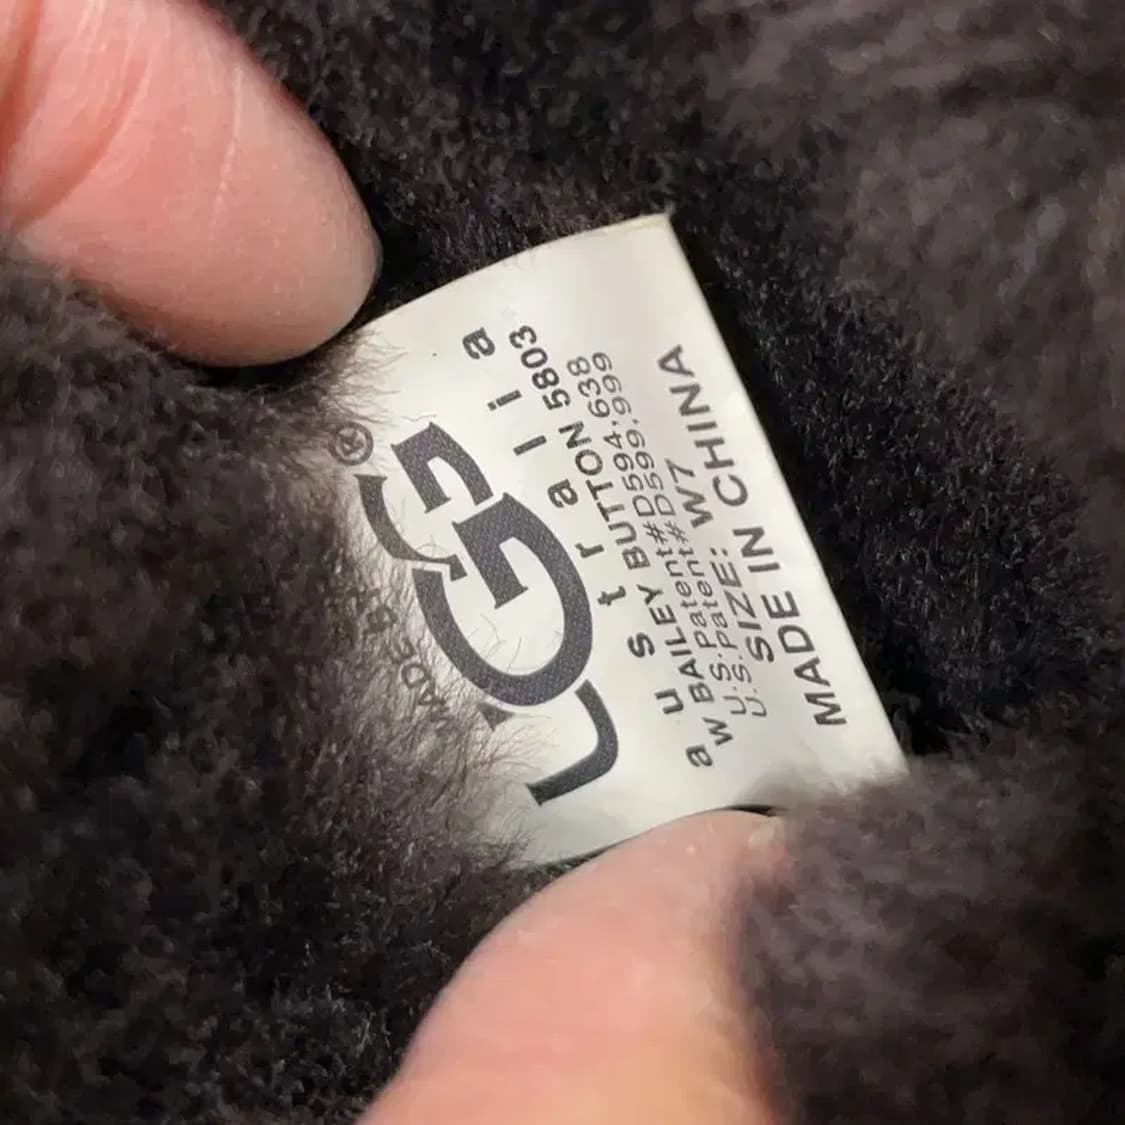 MADE BY
UGG®
australia
W BAILEY BUTTON 5803
U.S.Patent#D594,638
U.S.Patent#D599,999
SIZE: W7
MADE IN CHINA